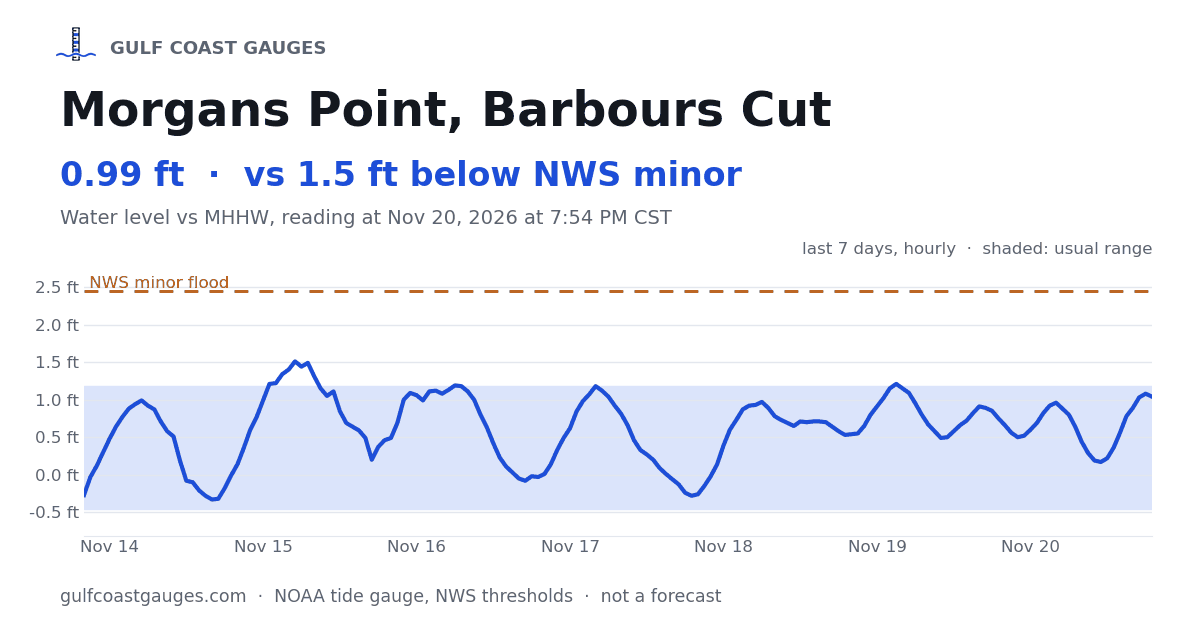 GULF COAST GAUGES
Morgans Point, Barbours Cut
0.99 ft · vs 1.5 ft below NWS minor
Water level vs MHHW, reading at Nov 20, 2026 at 7:54 PM CST
last 7 days, hourly · shaded: usual range
NWS minor flood
2.5 ft
2.0 ft
1.5 ft
1.0 ft
0.5 ft
0.0 ft
-0.5 ft
Nov 14 Nov 15 Nov 16 Nov 17 Nov 18 Nov 19 Nov 20
gulfcoastgauges.com · NOAA tide gauge, NWS thresholds · not a forecast